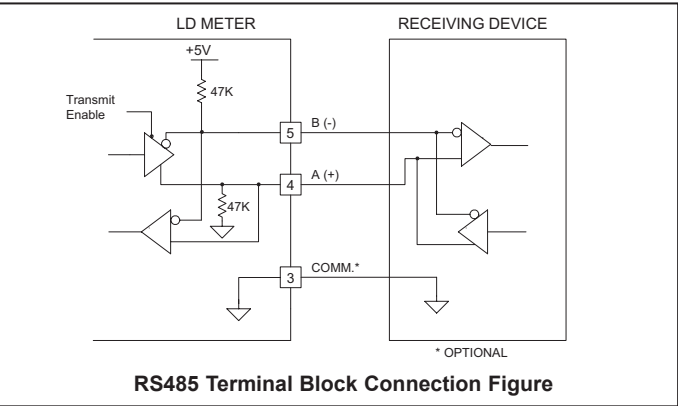 LD METER
RECEIVING DEVICE
+5V
47K
Transmit
Enable
5
B (-)
4
A (+)
47K
3
COMM.*
* OPTIONAL
RS485 Terminal Block Connection Figure